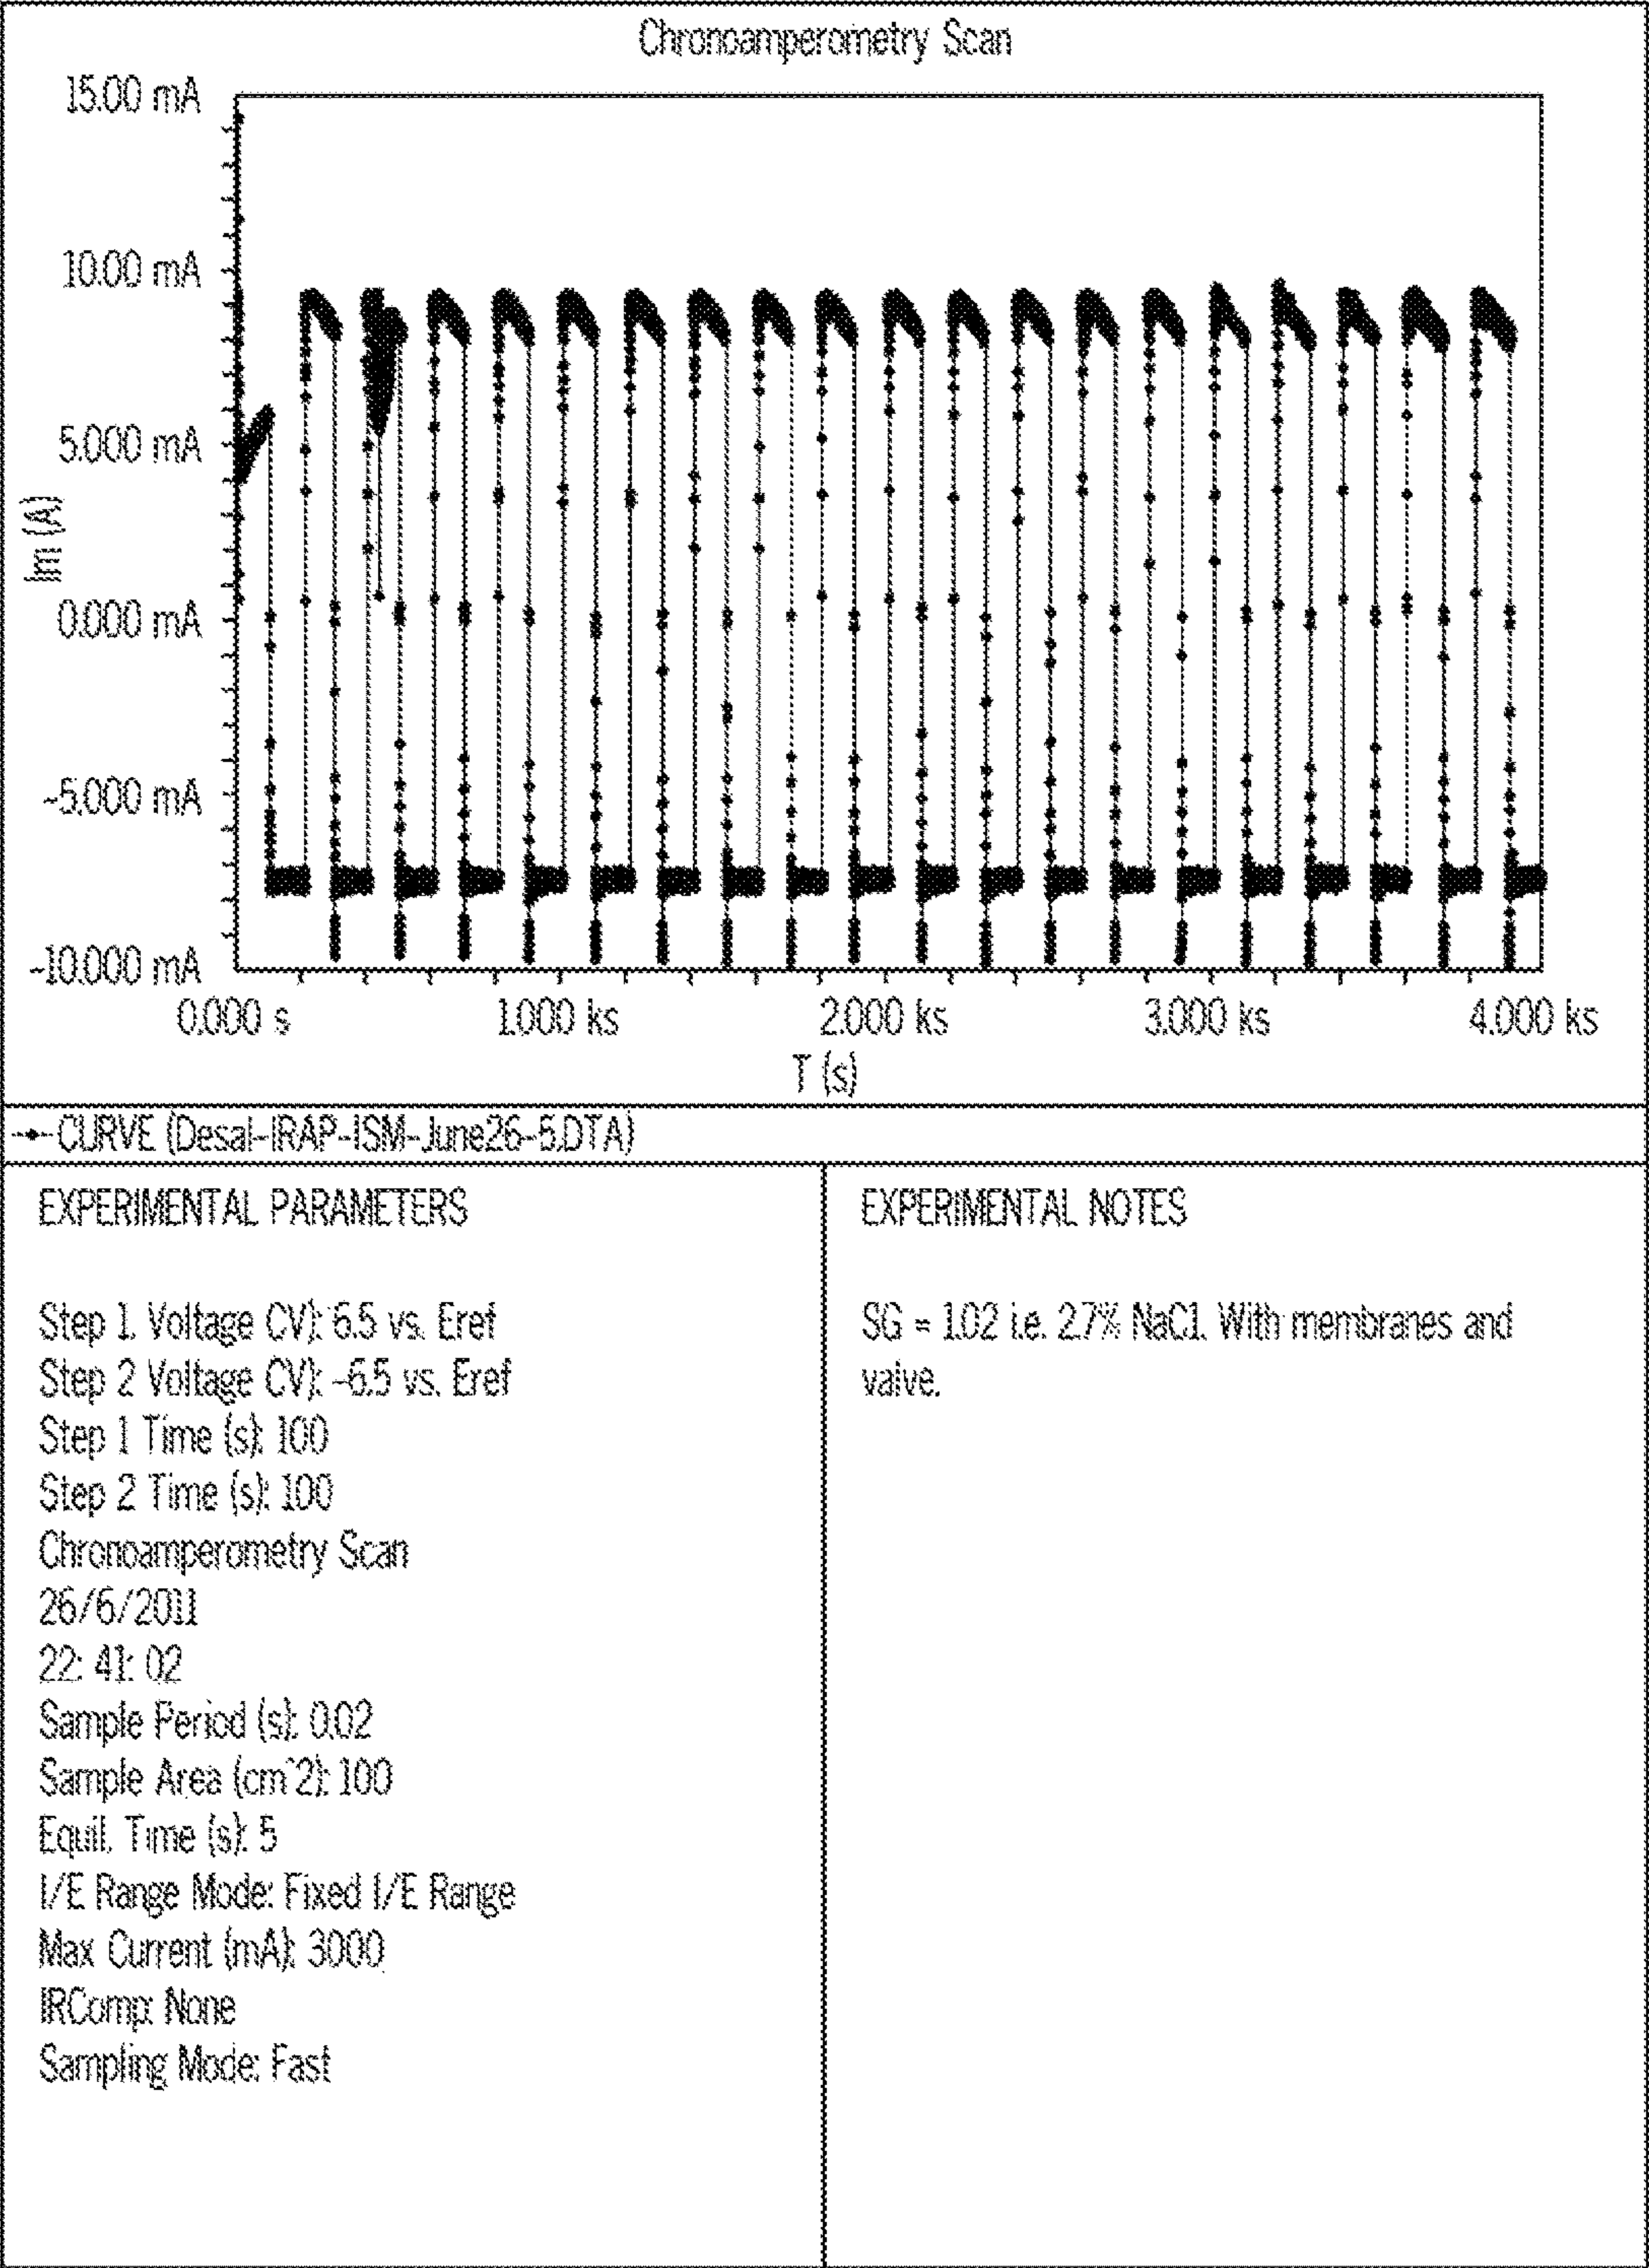 Chronoamperometry Scan
15.00 mA
10.00 mA
5.000 mA
0.000 mA
-5.000 mA
-10.000 mA
Im (A)
0.000 s
1.000 ks
2.000 ks
3.000 ks
4.000 ks
T (s)
CURVE (Desal-IRAP-ISM-June26-5.DTA)
EXPERIMENTAL PARAMETERS
Step 1. Voltage CV): 6.5 vs. Eref
Step 2 Voltage CV): -6.5 vs. Eref
Step 1 Time (s): 100
Step 2 Time (s): 100
Chronoamperometry Scan
26/6/2011
22: 41: 02
Sample Period (s): 0.02
Sample Area (cm^2): 100
Equil. Time (s): 5
I/E Range Mode: Fixed I/E Range
Max Current (mA): 3000
IRComp: None
Sampling Mode: Fast
EXPERIMENTAL NOTES
SG = 1.02 i.e. 2.7% NaC1. With membranes and
valve.